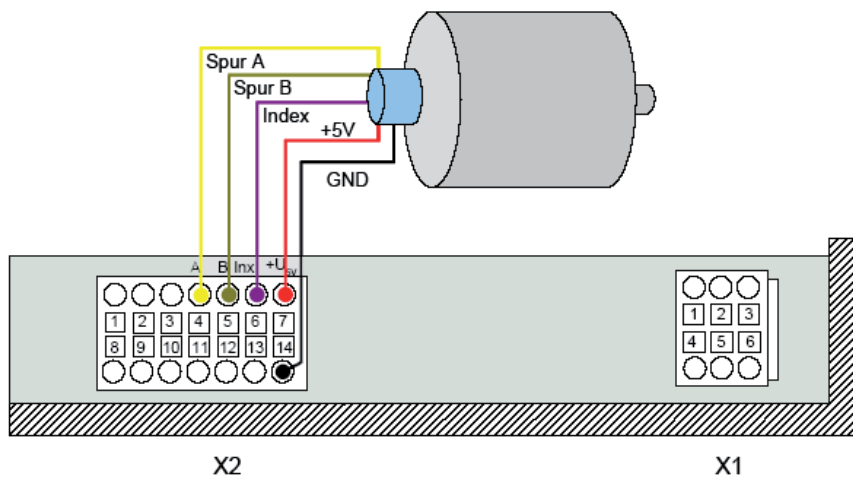 Spur A
Spur B
Index
+5V
GND
A B Inx +U5V
1 2 3 4 5 6 7
8 9 10 11 12 13 14
1 2 3
4 5 6
X2 X1